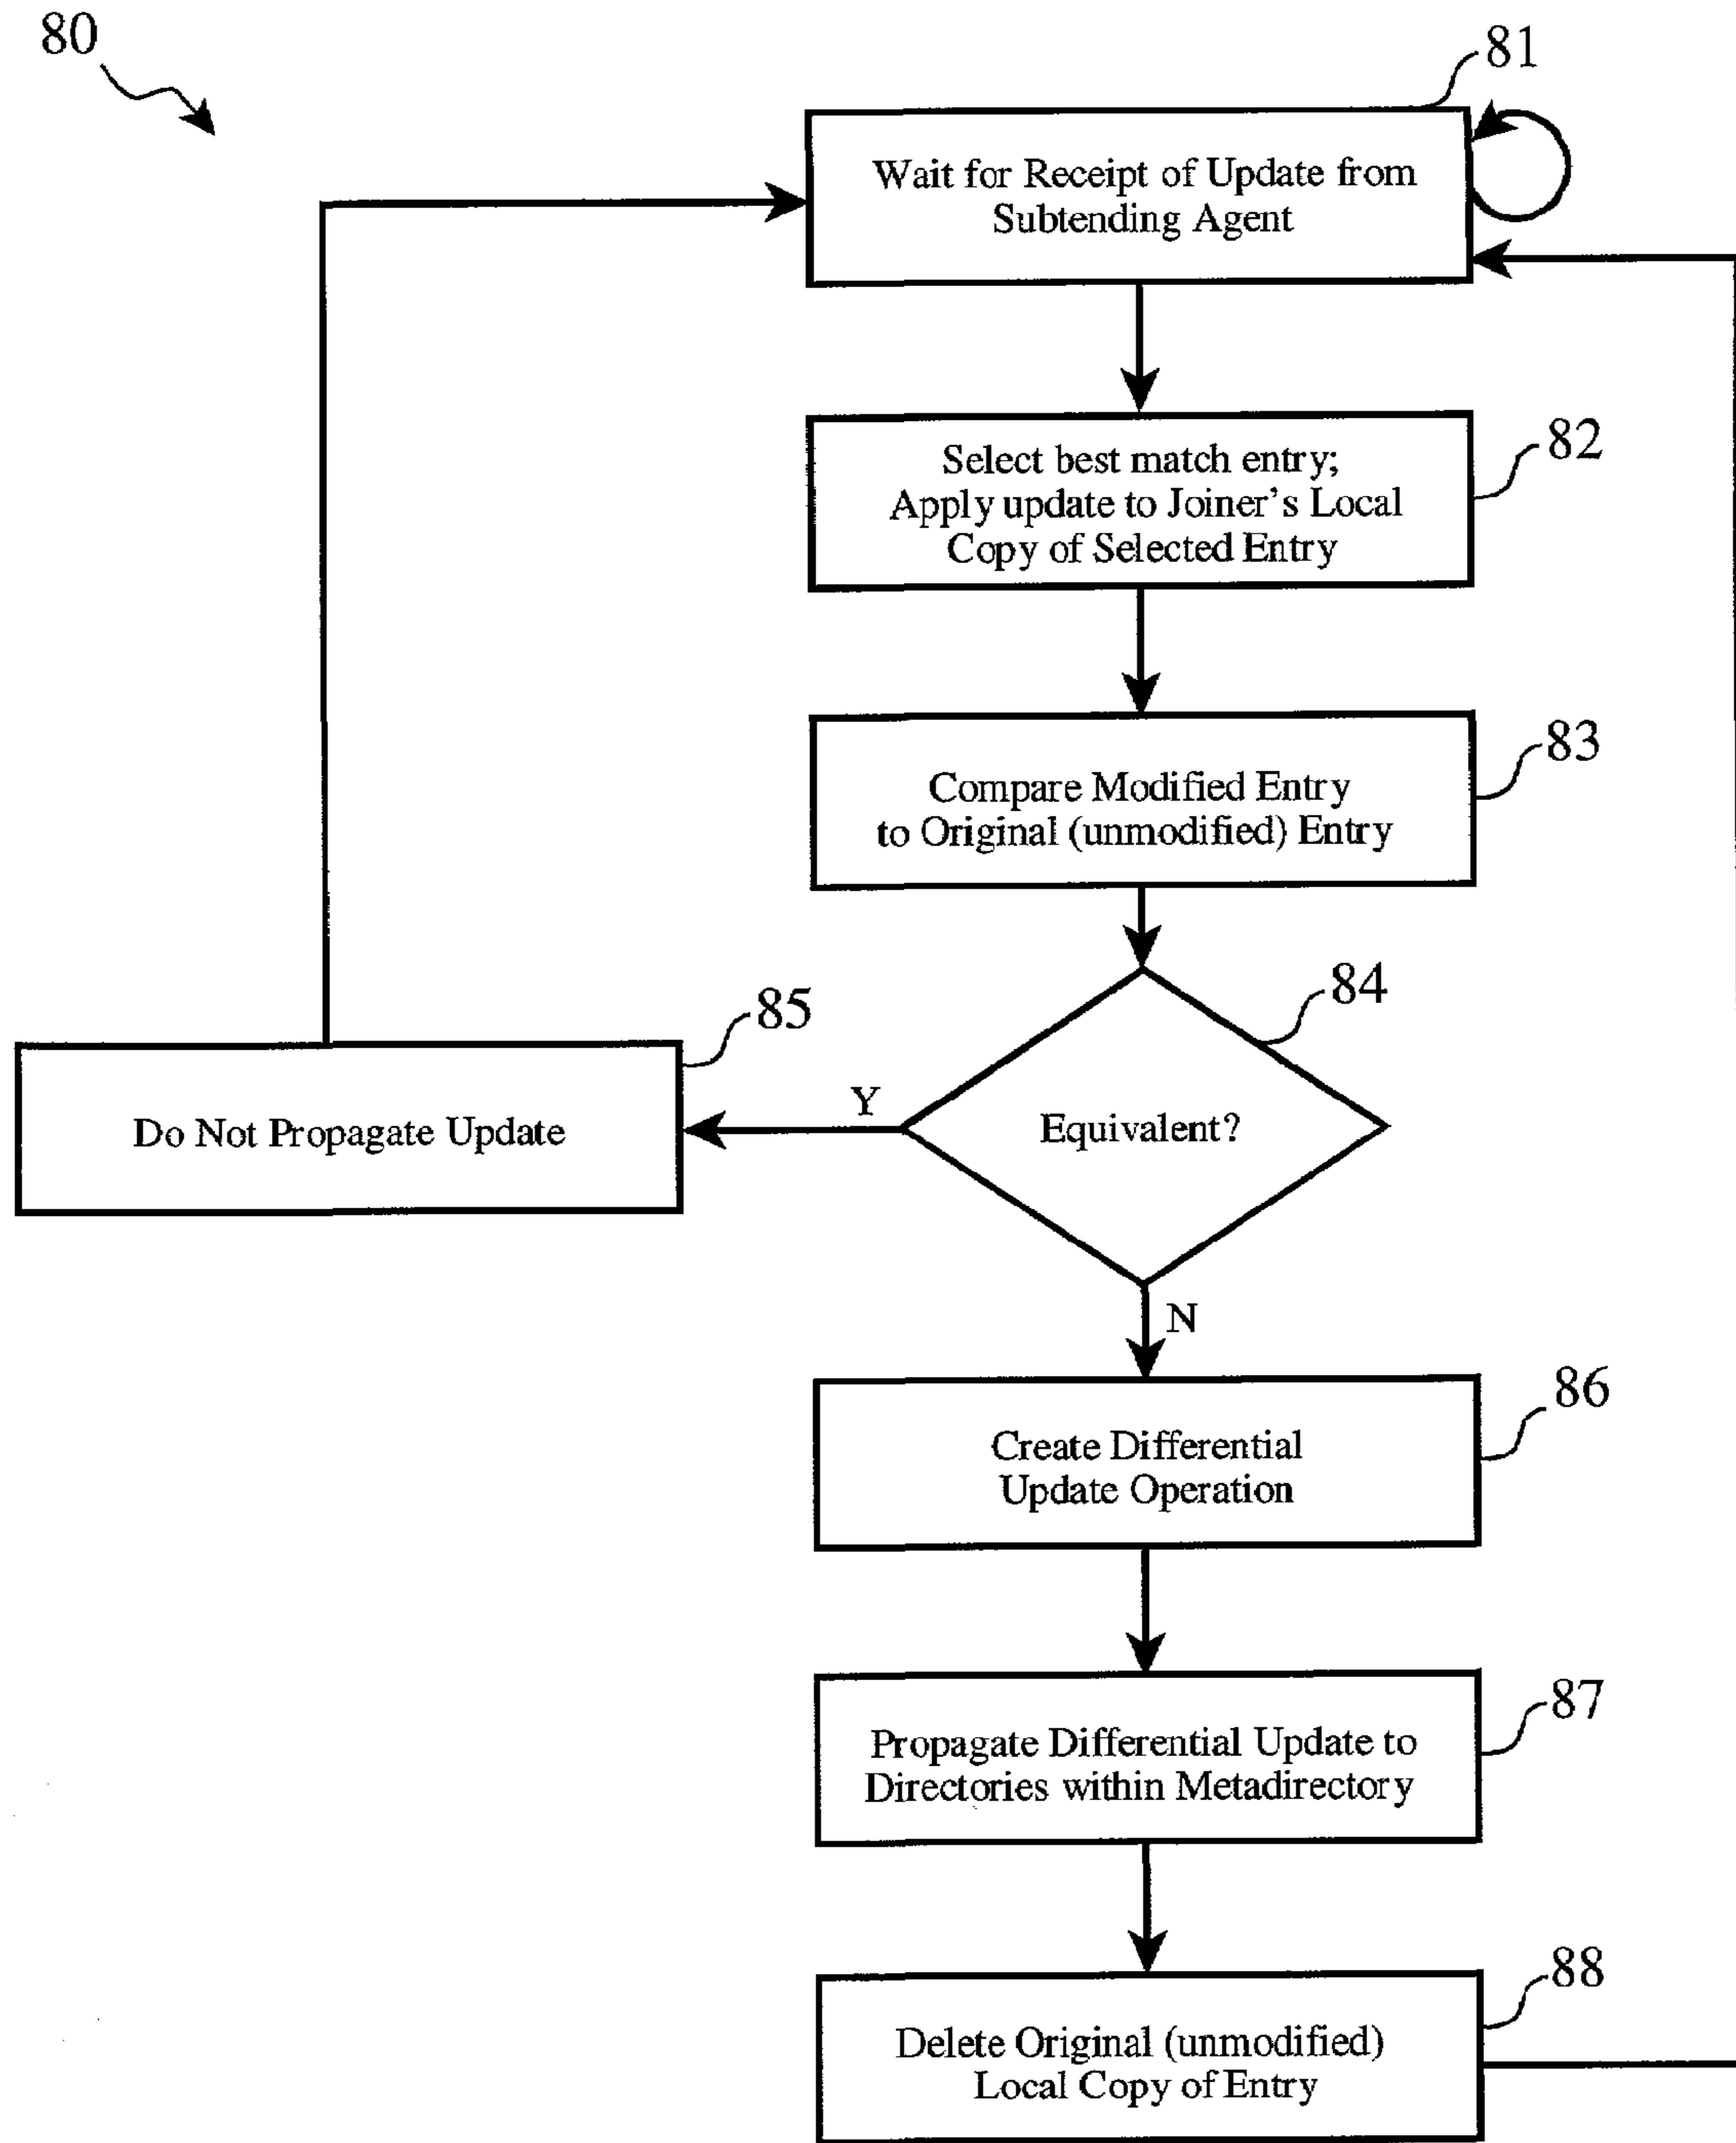 80
81
Wait for Receipt of Update from
Subtending Agent
82
Select best match entry;
Apply update to Joiner's Local
Copy of Selected Entry
83
Compare Modified Entry
to Original (unmodified) Entry
84
Equivalent?
Y
85
Do Not Propagate Update
N
86
Create Differential
Update Operation
87
Propagate Differential Update to
Directories within Metadirectory
88
Delete Original (unmodified)
Local Copy of Entry